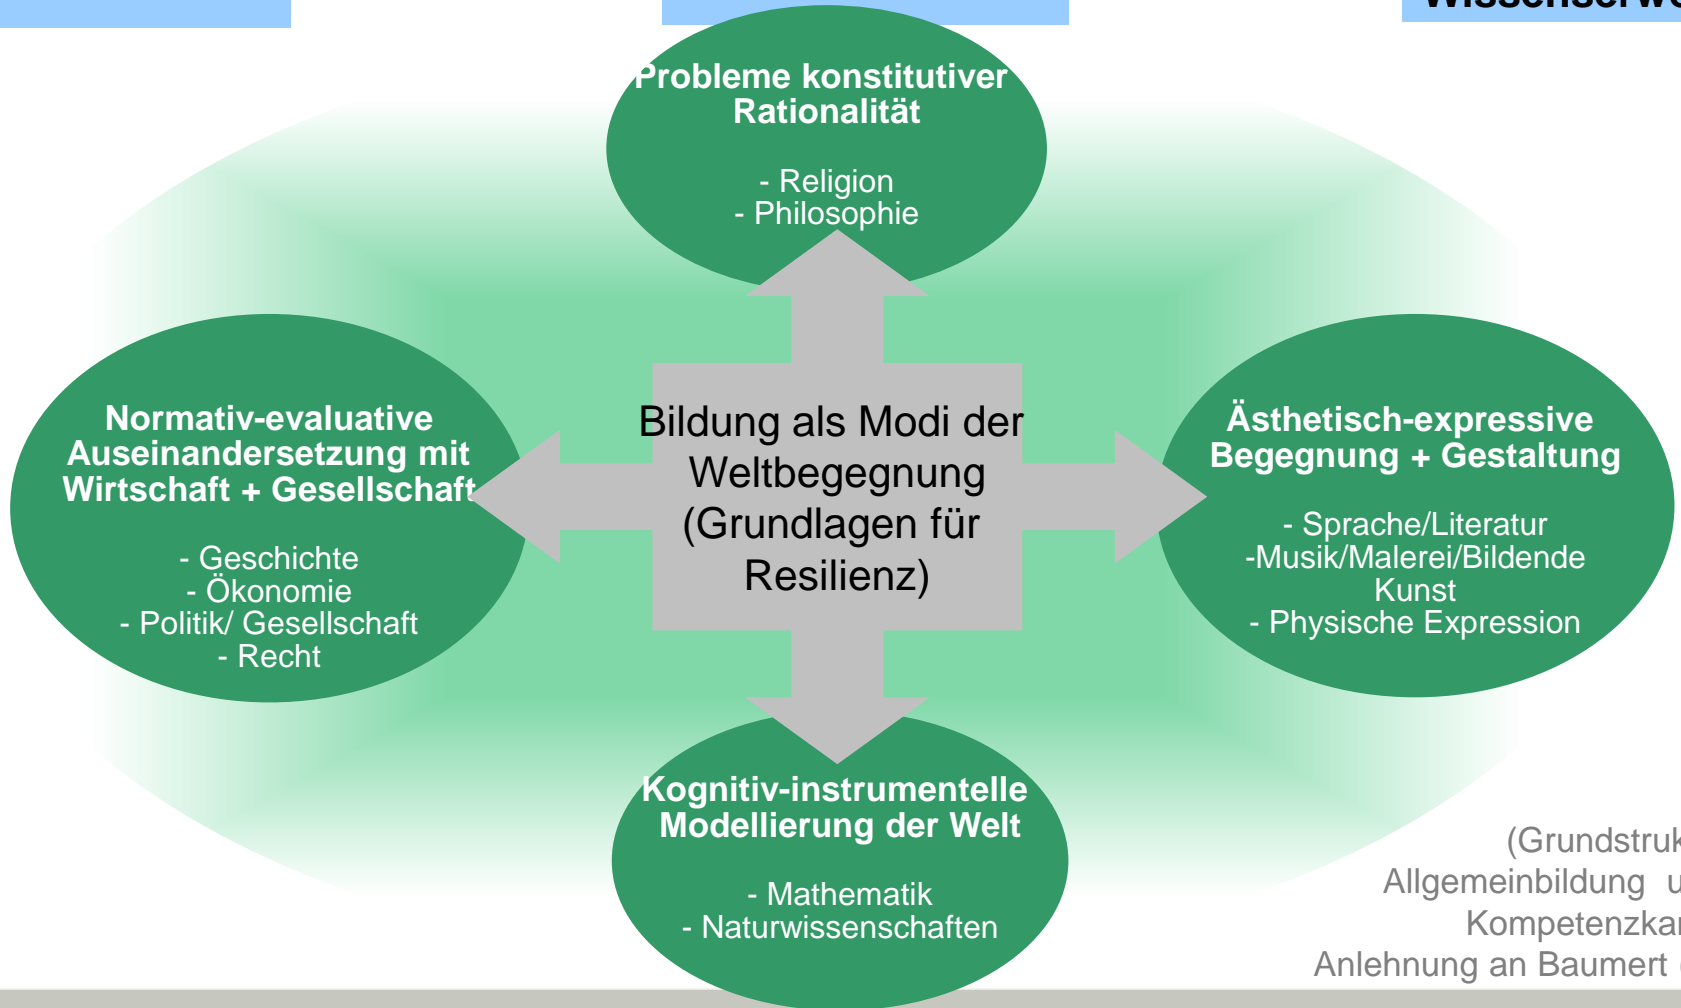 Probleme konstitutiver
Rationalität
- Religion
- Philosophie
Normativ-evaluative
Auseinandersetzung mit
Wirtschaft + Gesellschaft
- Geschichte
- Ökonomie
- Politik/ Gesellschaft
- Recht
Bildung als Modi der
Weltbegegnung
(Grundlagen für
Resilienz)
Ästhetisch-expressive
Begegnung + Gestaltung
- Sprache/Literatur
-Musik/Malerei/Bildende
Kunst
- Physische Expression
Kognitiv-instrumentelle
Modellierung der Welt
- Mathematik
- Naturwissenschaften
Allgemeinbildung
Anlehnung an Baumert